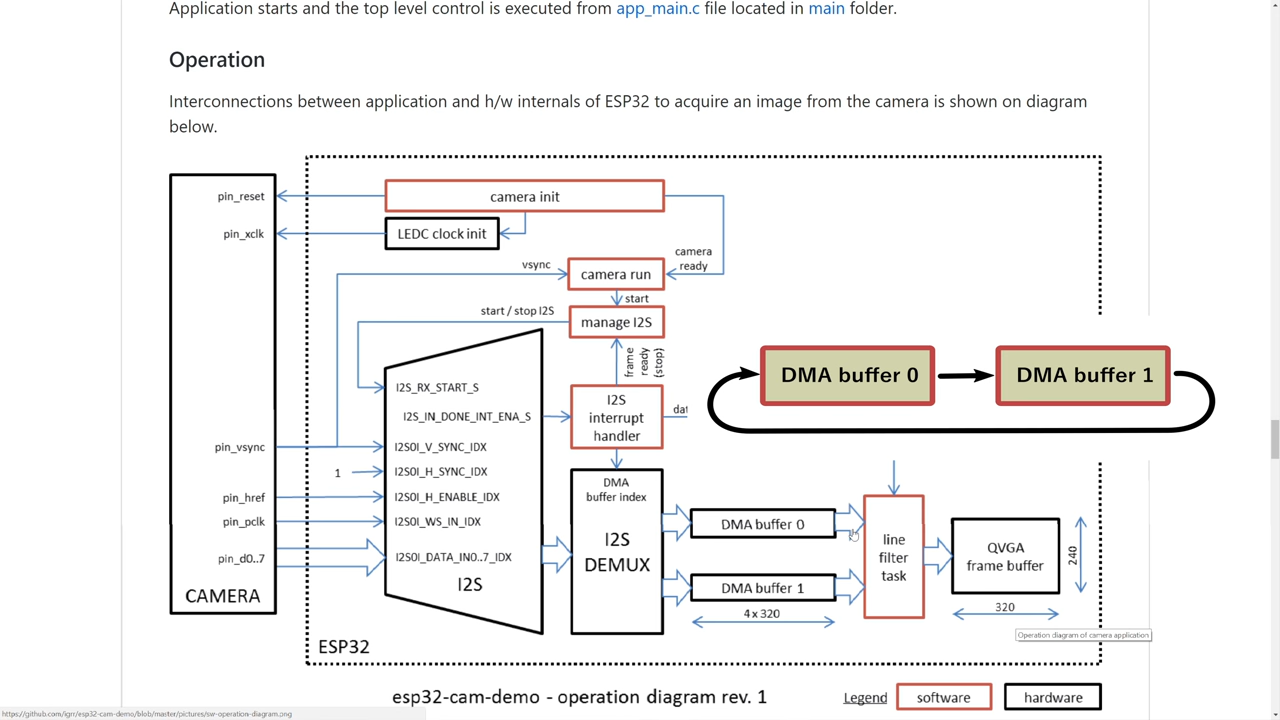 Application starts and the top level control is executed from app_main.c file located in main folder.
Operation
Interconnections between application and h/w internals of ESP32 to acquire an image from the camera is shown on diagram
below.
pin_reset
camera init
pin_xclk
LEDC clock init
vsync
camera run
camera
ready
start
start / stop I2S
manage I2S
frame
ready
(stop)
DMA buffer 0
DMA buffer 1
I2S_RX_START_S
I2S_IN_DONE_INT_ENA_S
I2S
interrupt
handler
dat
pin_vsync
I2S0I_V_SYNC_IDX
1
I2S0I_H_SYNC_IDX
pin_href
I2S0I_H_ENABLE_IDX
pin_pclk
I2S0I_WS_IN_IDX
pin_d0..7
I2S0I_DATA_IN0..7_IDX
I2S
CAMERA
DMA
buffer index
I2S
DEMUX
DMA buffer 0
DMA buffer 1
4 x 320
line
filter
task
QVGA
frame buffer
240
320
Operation diagram of camera application
ESP32
esp32-cam-demo - operation diagram rev. 1
Legend
software
hardware
https://github.com/igrr/esp32-cam-demo/blob/master/pictures/sw-operation-diagram.png